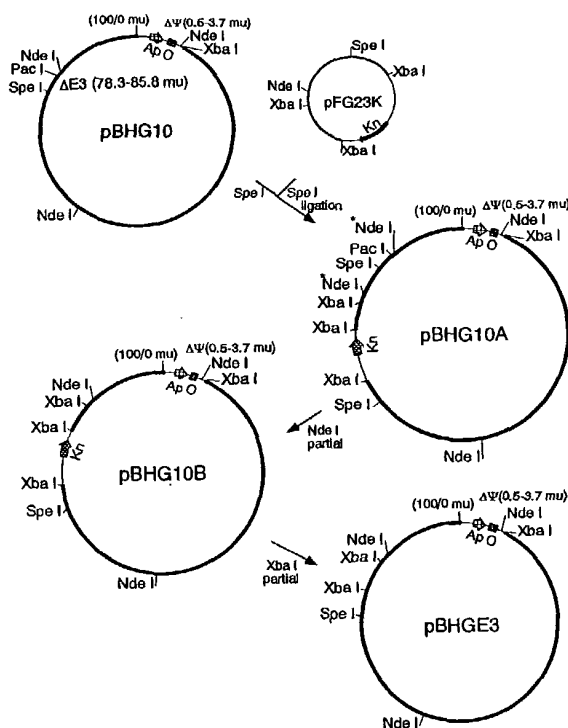 (100/0 mu)
ΔΨ(0.5-3.7 mu)
Nde I
Xba I
Ap O
Nde I
Pac I
Spe I
ΔE3 (78.3-85.8 mu)
pBHG10
Nde I
Spe I
Xba I
Nde I
Xba I
pFG23K
Kn
Xba I
Spe I
Spe I
ligation
(100/0 mu)
ΔΨ(0.5-3.7 mu)
Nde I
Xba I
Ap O
* Nde I
Pac I
Spe I
* Nde I
Xba I
Xba I
Kn
Xba I
Spe I
pBHG10A
Nde I
Nde I
partial
(100/0 mu)
ΔΨ(0.5-3.7 mu)
Nde I
Xba I
Ap O
Nde I
Xba I
Xba I
Kn
Xba I
Spe I
pBHG10B
Nde I
Xba I
partial
(100/0 mu)
ΔΨ(0.5-3.7 mu)
Nde I
Xba I
Ap O
Nde I
Xba I
Xba I
Spe I
pBHGE3
Nde I